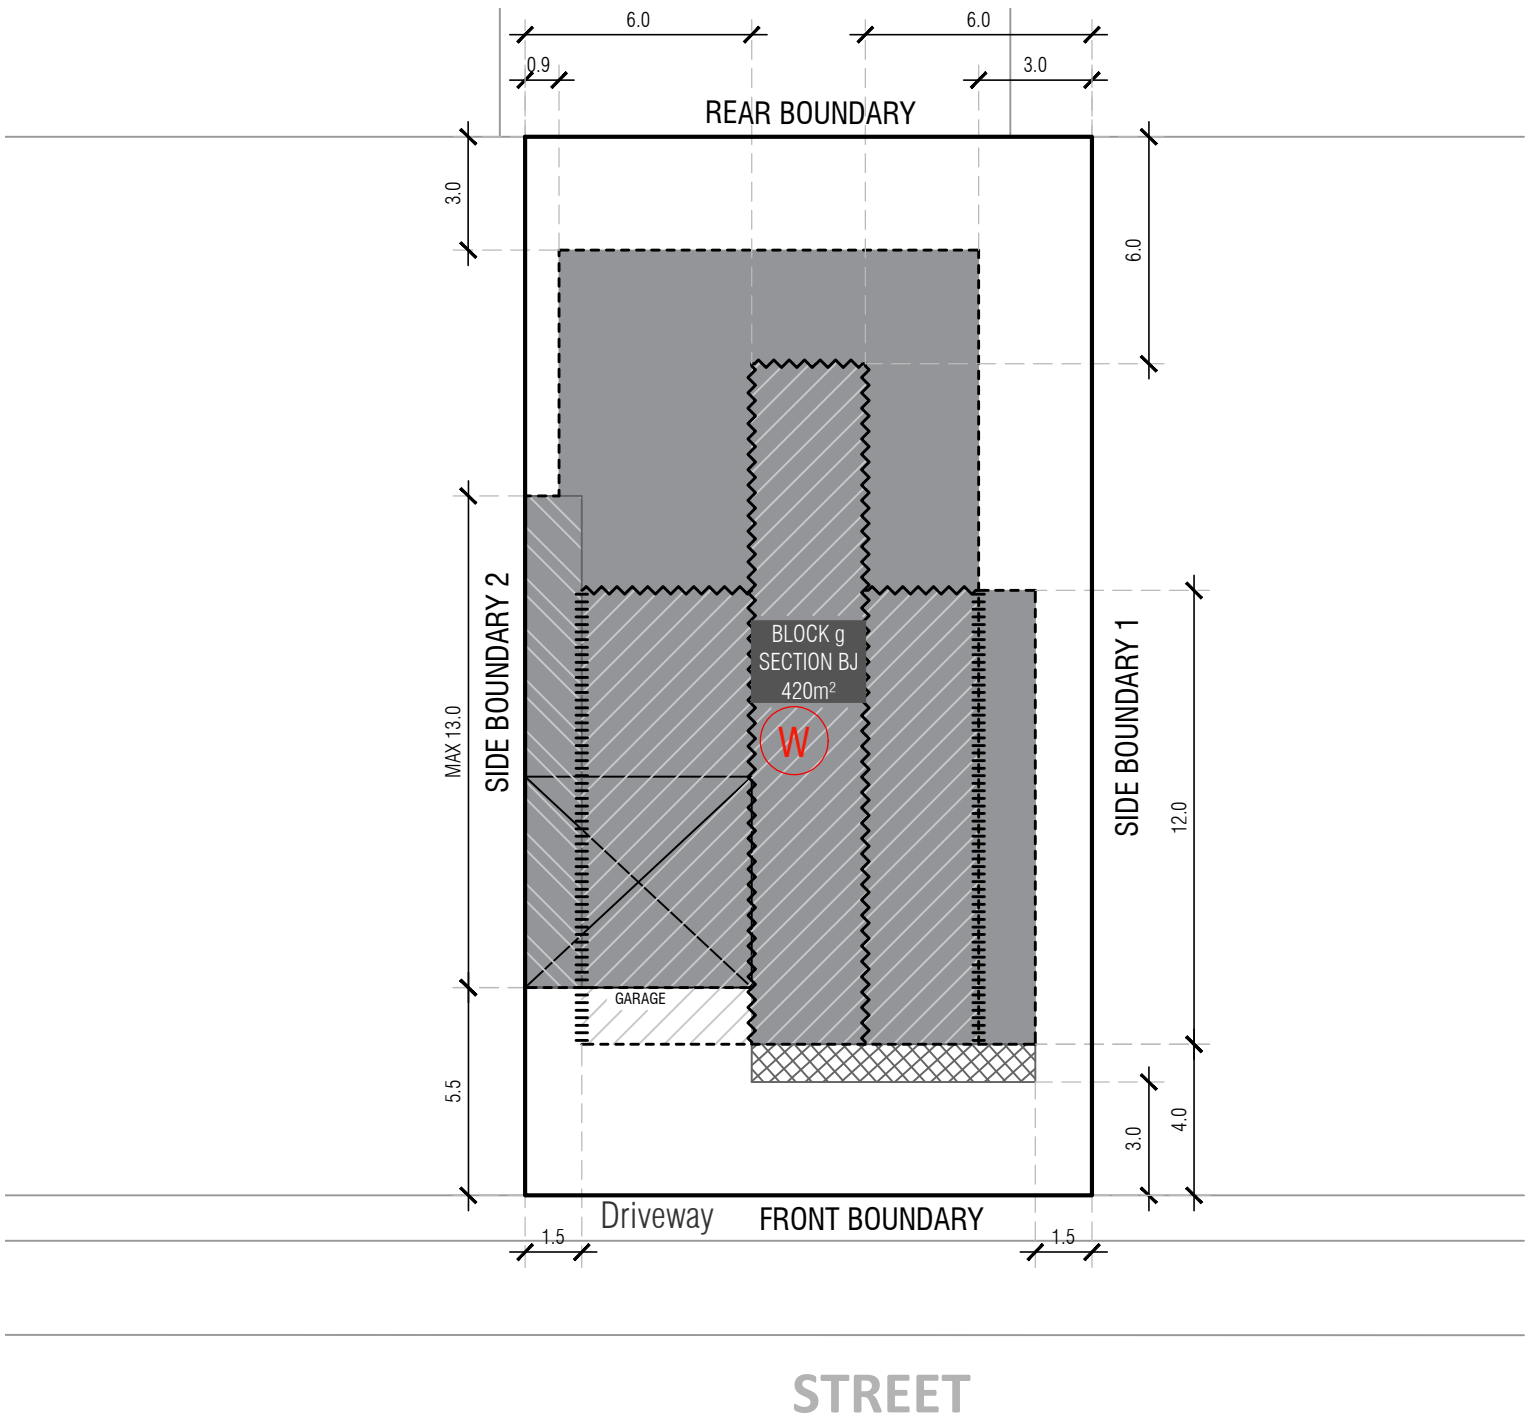 6.0
6.0
0.9
3.0
REAR BOUNDARY
3.0
6.0
BLOCK g
SECTION BJ
420m²
W
SIDE BOUNDARY 2
MAX 13.0
SIDE BOUNDARY 1
12.0
GARAGE
5.5
3.0
4.0
Driveway
FRONT BOUNDARY
1.5
1.5
STREET